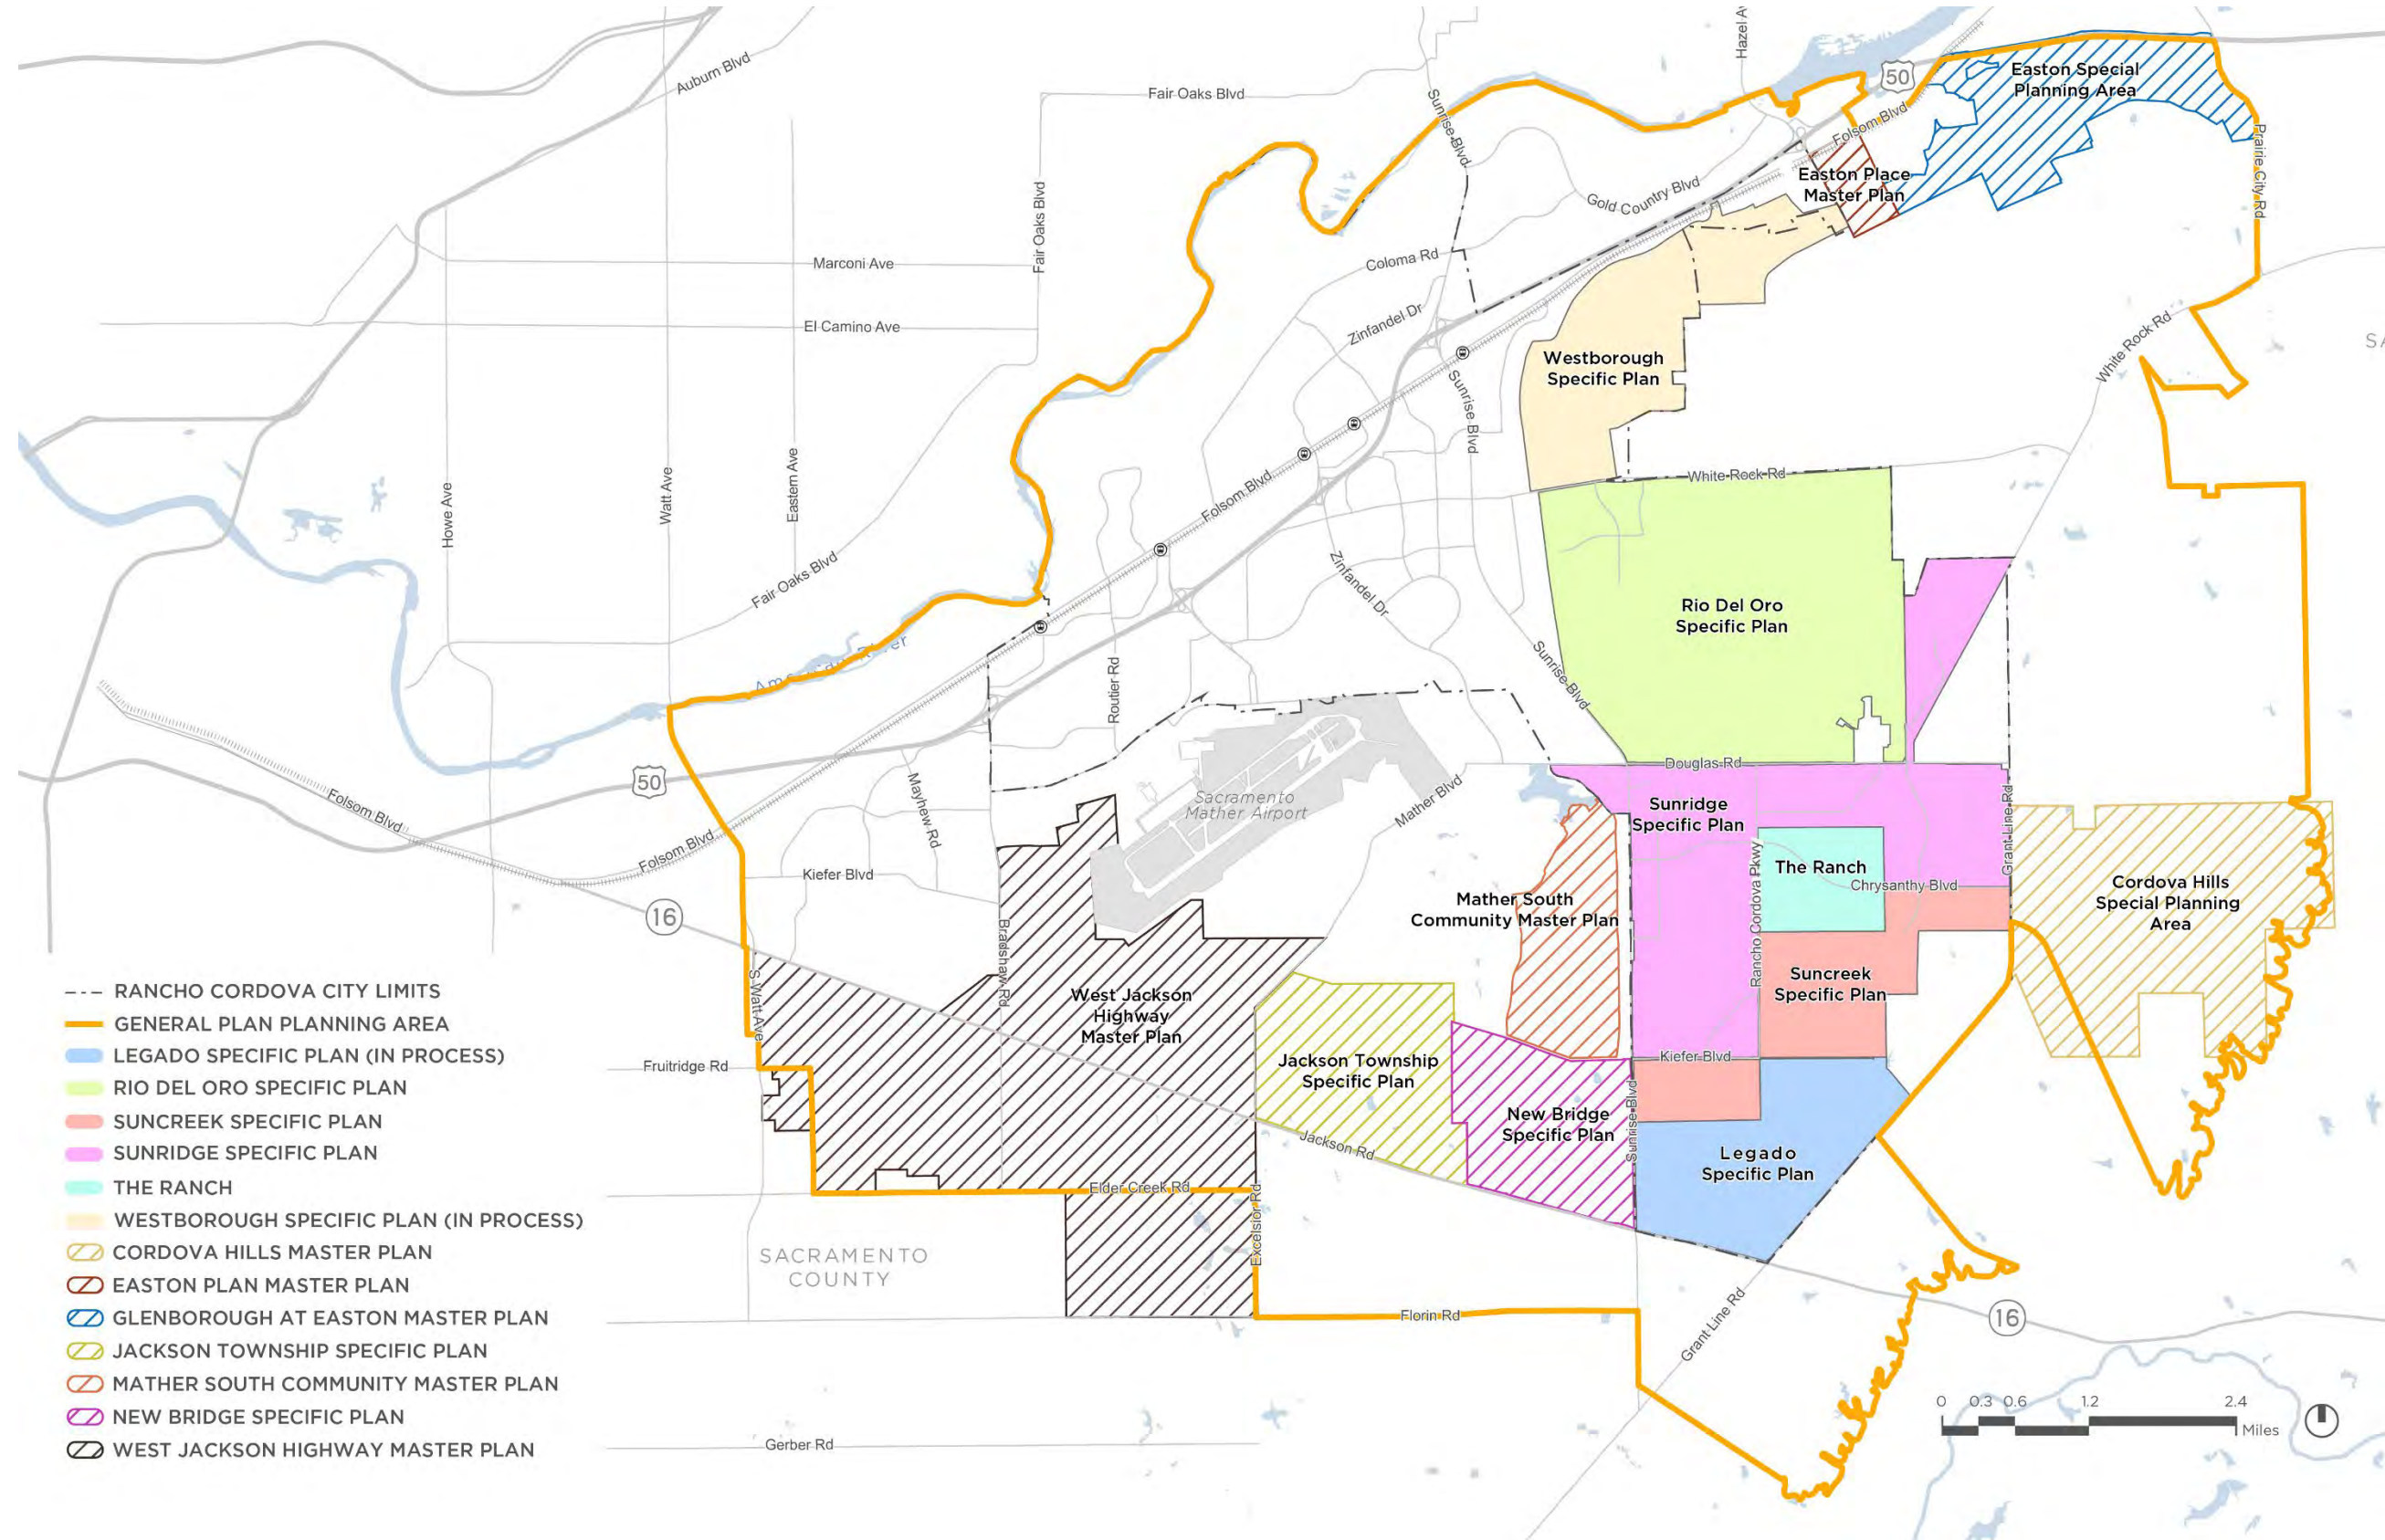 Hazel A
Auburn Blvd
50
Easton Special
Planning Area
Fair Oaks Blvd
Sunrise Blvd
Folsom Blvd
Prairie City Rd
Easton Place
Master Plan
Gold Country Blvd
Fair Oaks Blvd
Marconi Ave
Coloma Rd
El Camino Ave
Zinfandel Dr
White Rock Rd
SA
Westborough
Specific Plan
Sunrise Blvd
Howe Ave
Watt Ave
Eastern Ave
Folsom Blvd
White Rock Rd
Fair Oaks Blvd
Zinfandel Dr
Rio Del Oro
Specific Plan
American River
Routier Rd
Sunrise Blvd
50
Douglas Rd
Folsom Blvd
Mayhew Rd
Sacramento
Mather Airport
Mather Blvd
Sunridge
Specific Plan
Grant Line Rd
Folsom Blvd
Kiefer Blvd
The Ranch
Chrysanthy Blvd
Rancho Cordova Pkwy
Cordova Hills
Special Planning
Area
16
Mather South
Community Master Plan
Bradshaw Rd
S Watt Ave
Suncreek
Specific Plan
West Jackson
Highway
Master Plan
Fruitridge Rd
Jackson Township
Specific Plan
Kiefer Blvd
New Bridge
Specific Plan
Sunrise Blvd
Jackson Rd
Legado
Specific Plan
Elder Creek Rd
Excelsior Rd
SACRAMENTO
COUNTY
Florin Rd
Grant Line Rd
16
Gerber Rd
RANCHO CORDOVA CITY LIMITS
GENERAL PLAN PLANNING AREA
LEGADO SPECIFIC PLAN (IN PROCESS)
RIO DEL ORO SPECIFIC PLAN
SUNCREEK SPECIFIC PLAN
SUNRIDGE SPECIFIC PLAN
THE RANCH
WESTBOROUGH SPECIFIC PLAN (IN PROCESS)
CORDOVA HILLS MASTER PLAN
EASTON PLAN MASTER PLAN
GLENBOROUGH AT EASTON MASTER PLAN
JACKSON TOWNSHIP SPECIFIC PLAN
MATHER SOUTH COMMUNITY MASTER PLAN
NEW BRIDGE SPECIFIC PLAN
WEST JACKSON HIGHWAY MASTER PLAN
0 0.3 0.6 1.2 2.4
Miles